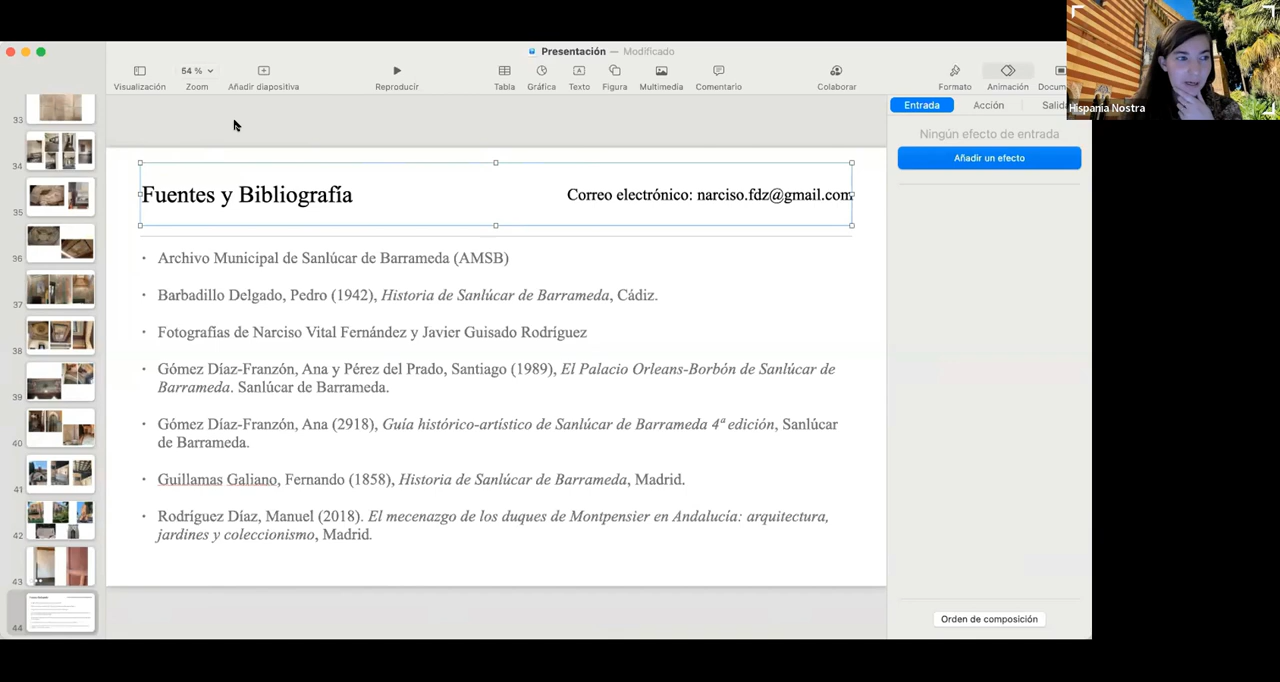 Presentación — Modificado
Visualización
54 %
Zoom
Añadir diapositiva
Reproducir
Tabla
Gráfica
Texto
Figura
Multimedia
Comentario
Colaborar
Formato
Animación
Docum
Hispania Nostra
Entrada
Acción
Salid
Ningún efecto de entrada
Añadir un efecto
Orden de composición
33
34
35
36
37
38
39
40
41
42
43
44
Fuentes y Bibliografía
Correo electrónico: narciso.fdz@gmail.com
• Archivo Municipal de Sanlúcar de Barrameda (AMSB)
• Barbadillo Delgado, Pedro (1942), Historia de Sanlúcar de Barrameda, Cádiz.
• Fotografías de Narciso Vital Fernández y Javier Guisado Rodríguez
• Gómez Díaz-Franzón, Ana y Pérez del Prado, Santiago (1989), El Palacio Orleans-Borbón de Sanlúcar de
Barrameda. Sanlúcar de Barrameda.
• Gómez Díaz-Franzón, Ana (2918), Guía histórico-artístico de Sanlúcar de Barrameda 4ª edición, Sanlúcar
de Barrameda.
• Guillamas Galiano, Fernando (1858), Historia de Sanlúcar de Barrameda, Madrid.
• Rodríguez Díaz, Manuel (2018). El mecenazgo de los duques de Montpensier en Andalucía: arquitectura,
jardines y coleccionismo, Madrid.